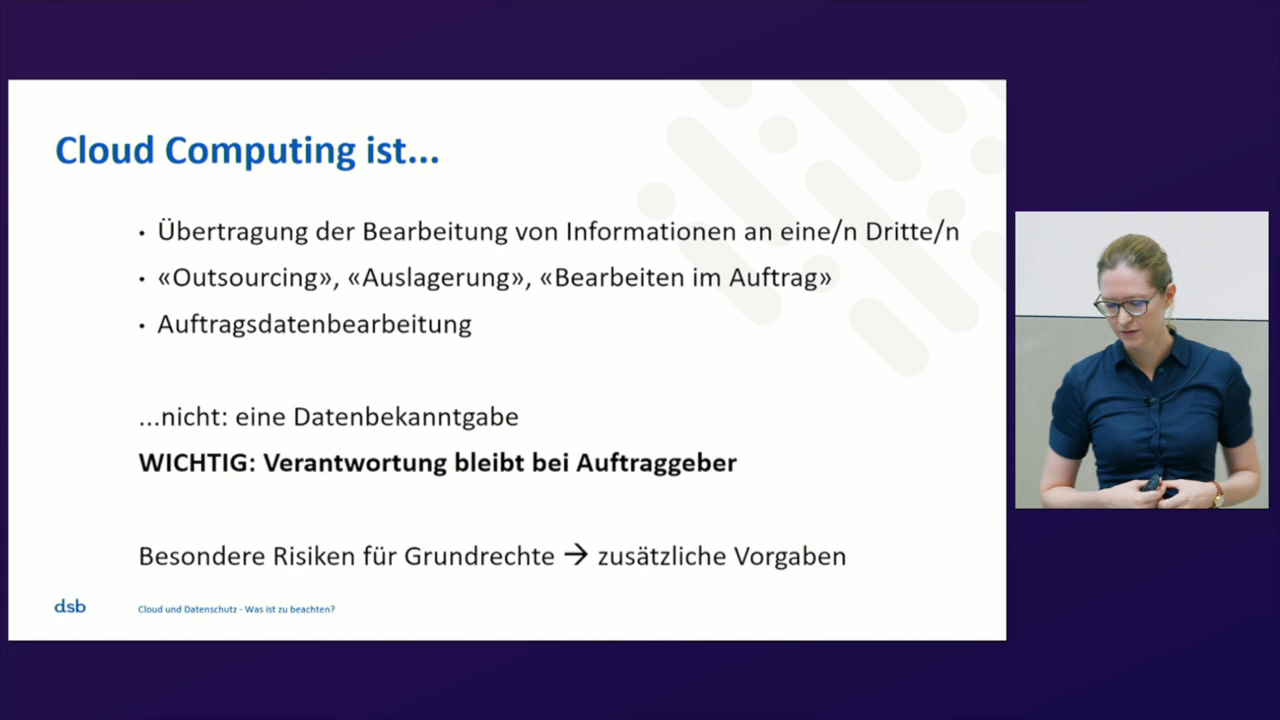 Cloud Computing ist...
• Übertragung der Bearbeitung von Informationen an eine/n Dritte/n
• «Outsourcing», «Auslagerung», «Bearbeiten im Auftrag»
• Auftragsdatenbearbeitung
...nicht: eine Datenbekanntgabe
WICHTIG: Verantwortung bleibt bei Auftraggeber
Besondere Risiken für Grundrechte → zusätzliche Vorgaben
dsb
Cloud und Datenschutz - Was ist zu beachten?